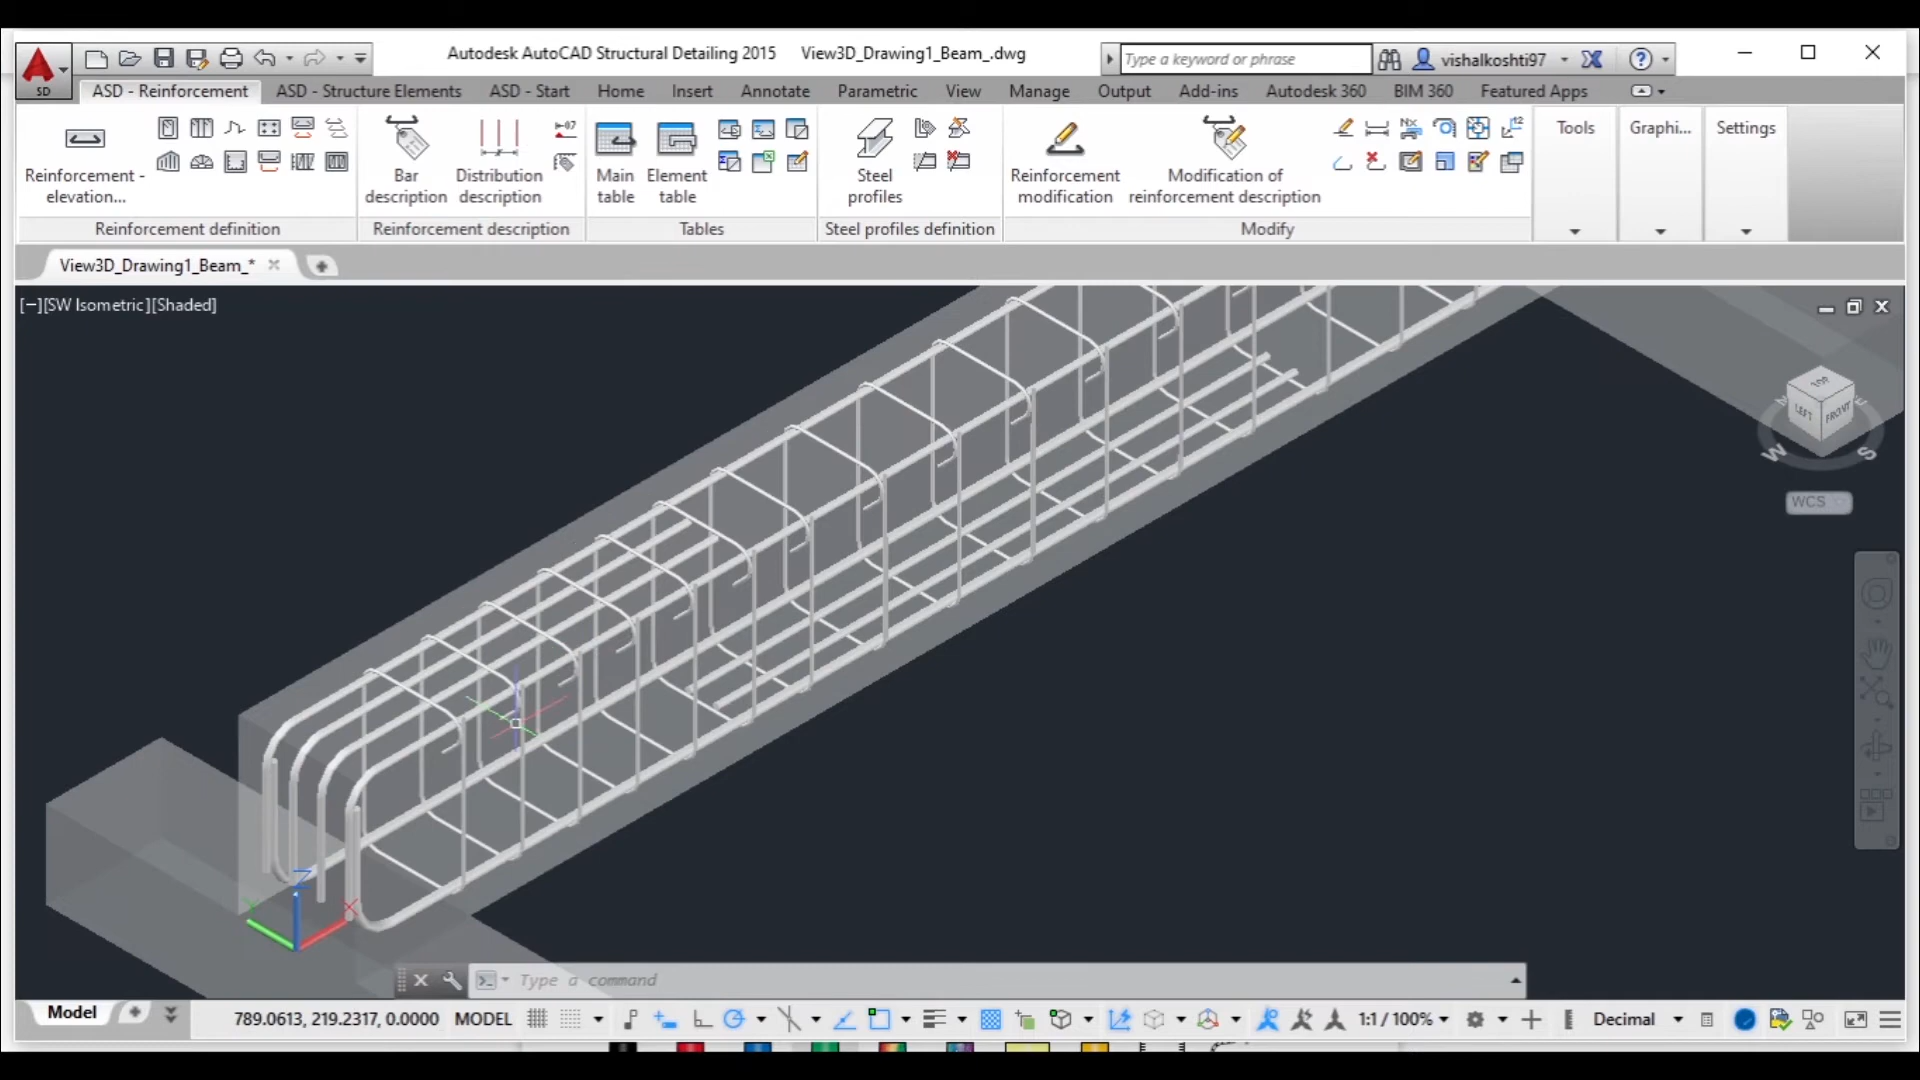 Autodesk AutoCAD Structural Detailing 2015 View3D_Drawing1_Beam_.dwg
Type a keyword or phrase
vishalkoshti97
SD
ASD - Reinforcement ASD - Structure Elements ASD - Start Home Insert Annotate Parametric View Manage Output Add-ins Autodesk 360 BIM 360 Featured Apps
Reinforcement -
elevation...
Bar
description
Distribution
description
Main
table
Element
table
Steel
profiles
Reinforcement
modification
Modification of
reinforcement description
Tools
Graphi...
Settings
Reinforcement definition Reinforcement description Tables Steel profiles definition Modify
View3D_Drawing1_Beam_*
[−][SW Isometric][Shaded]
TOP
LEFT
FRONT
N
E
W
S
WCS
Z
Y
X
Type a command
Model
789.0613, 219.2317, 0.0000 MODEL
1:1 / 100%
Decimal